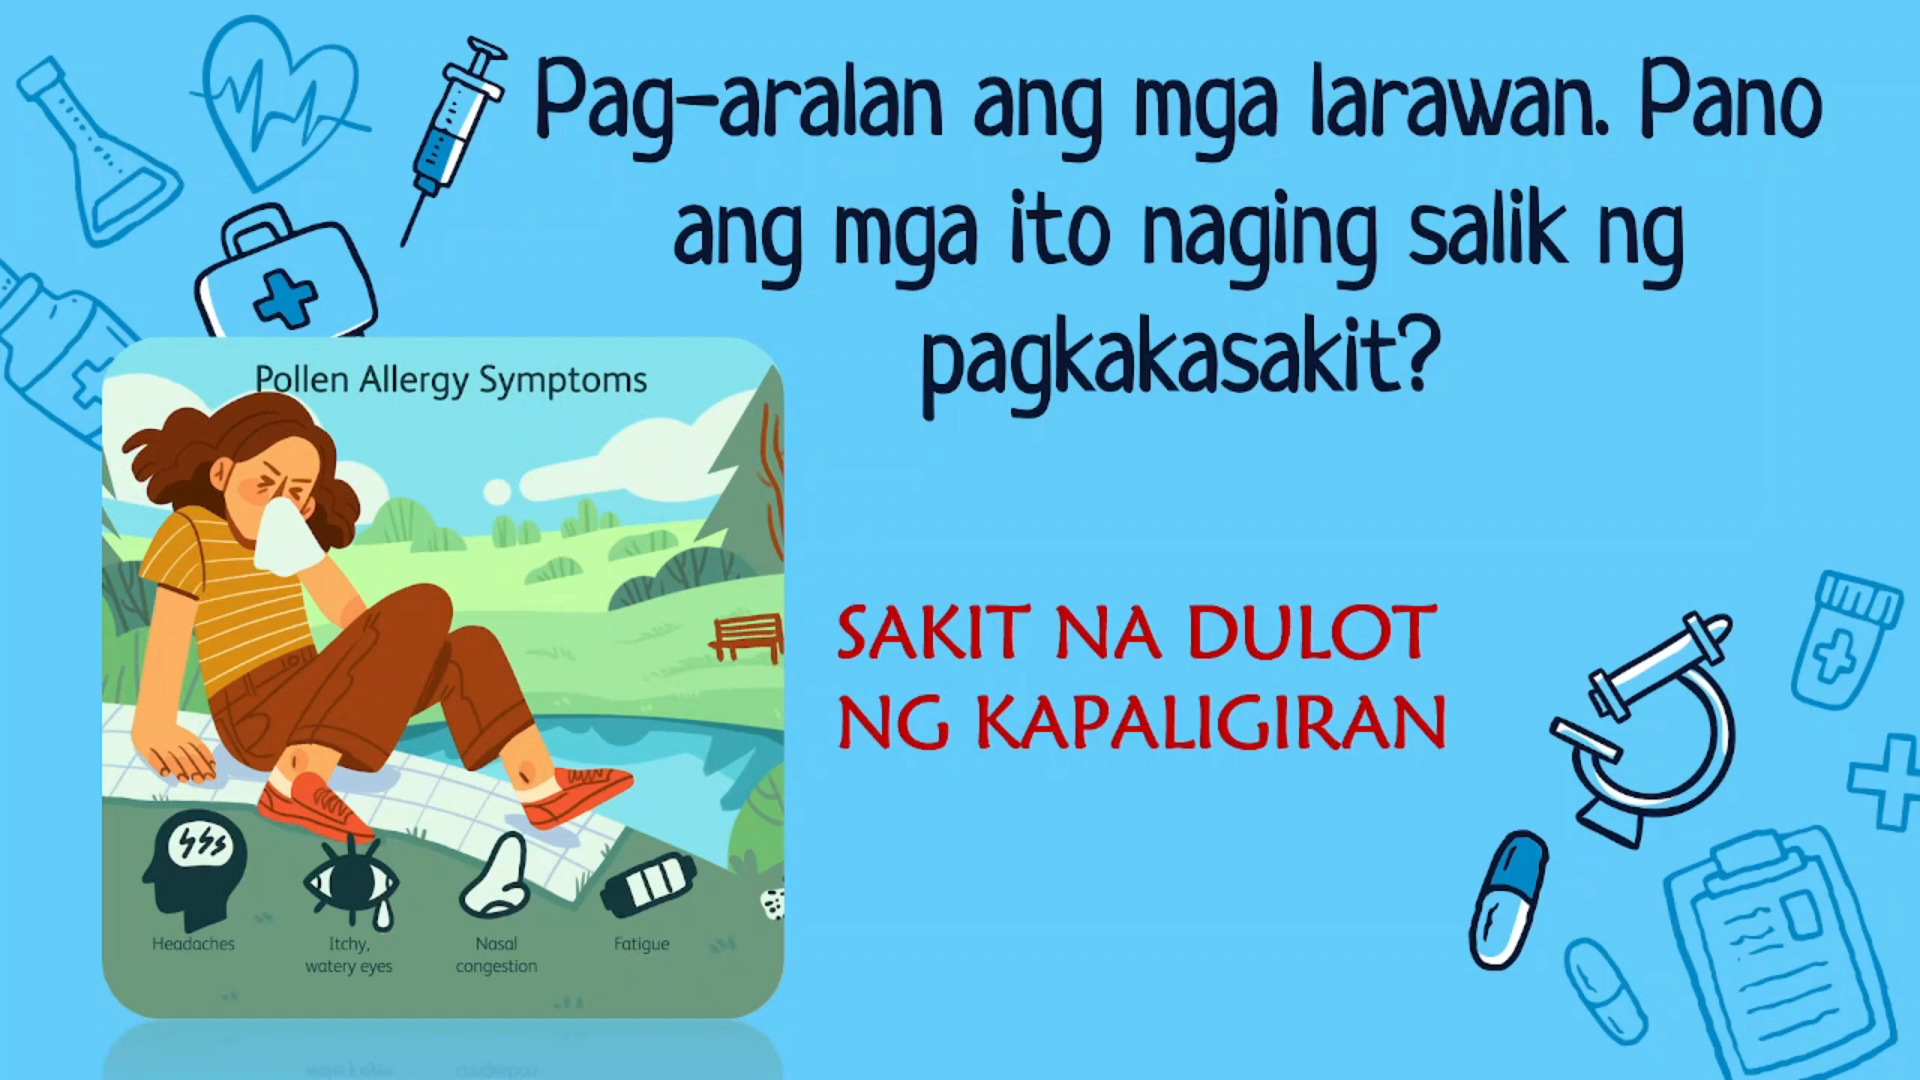 Pag-aralan ang mga larawan. Pano
ang mga ito naging salik ng
pagkakasakit?
Pollen Allergy Symptoms
SAKIT NA DULOT
NG KAPALIGIRAN
Headaches
Itchy,
watery eyes
Nasal
congestion
Fatigue